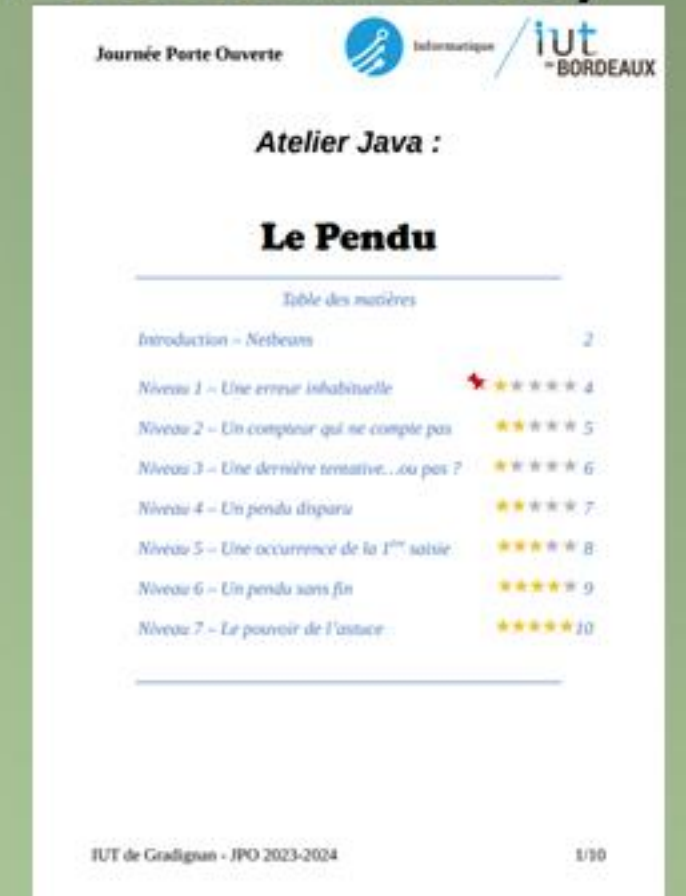 Journée Porte Ouverte
Informatique
iut
DE BORDEAUX
Atelier Java :
Le Pendu
Table des matières
Introduction – Netbeans 2
Niveau 1 – Une erreur inhabituelle ★★★★★ 4
Niveau 2 – Un compteur qui ne compte pas ★★★★★ 5
Niveau 3 – Une dernière tentative…ou pas ? ★★★★★ 6
Niveau 4 – Un pendu disparu ★★★★★ 7
Niveau 5 – Une occurrence de la 1ère saisie ★★★★★ 8
Niveau 6 – Un pendu sans fin ★★★★★ 9
Niveau 7 – Le pouvoir de l'astuce ★★★★★ 10
IUT de Gradignan - JPO 2023-2024 1/10